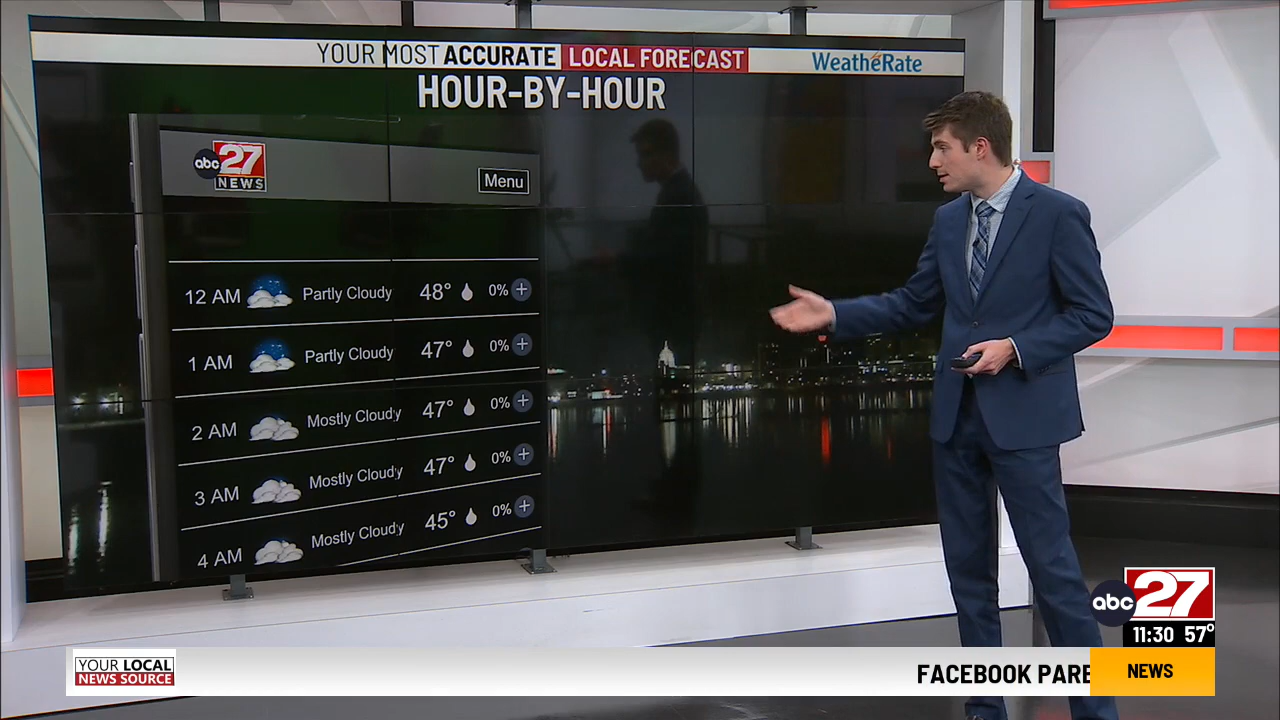 YOUR MOST ACCURATE LOCAL FORECAST
WeatheRate
HOUR-BY-HOUR
abc 27
NEWS
Menu
12 AM Partly Cloudy 48° 0% +
1 AM Partly Cloudy 47° 0% +
2 AM Mostly Cloudy 47° 0% +
3 AM Mostly Cloudy 47° 0% +
4 AM Mostly Cloudy 45° 0% +
abc 27
11:30 57°
YOUR LOCAL
NEWS SOURCE
FACEBOOK PARE
NEWS